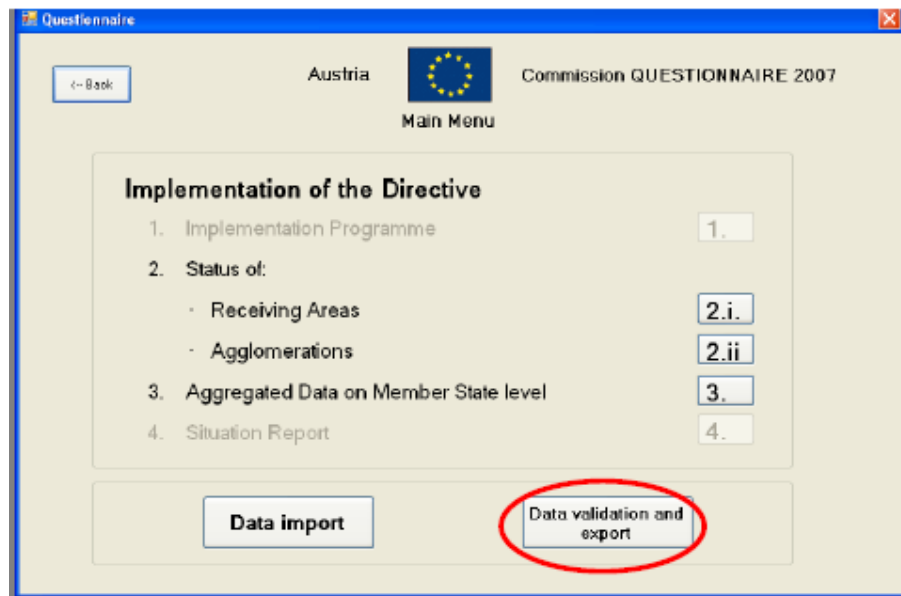 Questionnaire
<-- Back
Austria
Commission QUESTIONNAIRE 2007
Main Menu
Implementation of the Directive
1. Implementation Programme 1.
2. Status of:
· Receiving Areas 2.i.
· Agglomerations 2.ii
3. Aggregated Data on Member State level 3.
4. Situation Report 4.
Data import
Data validation and
export